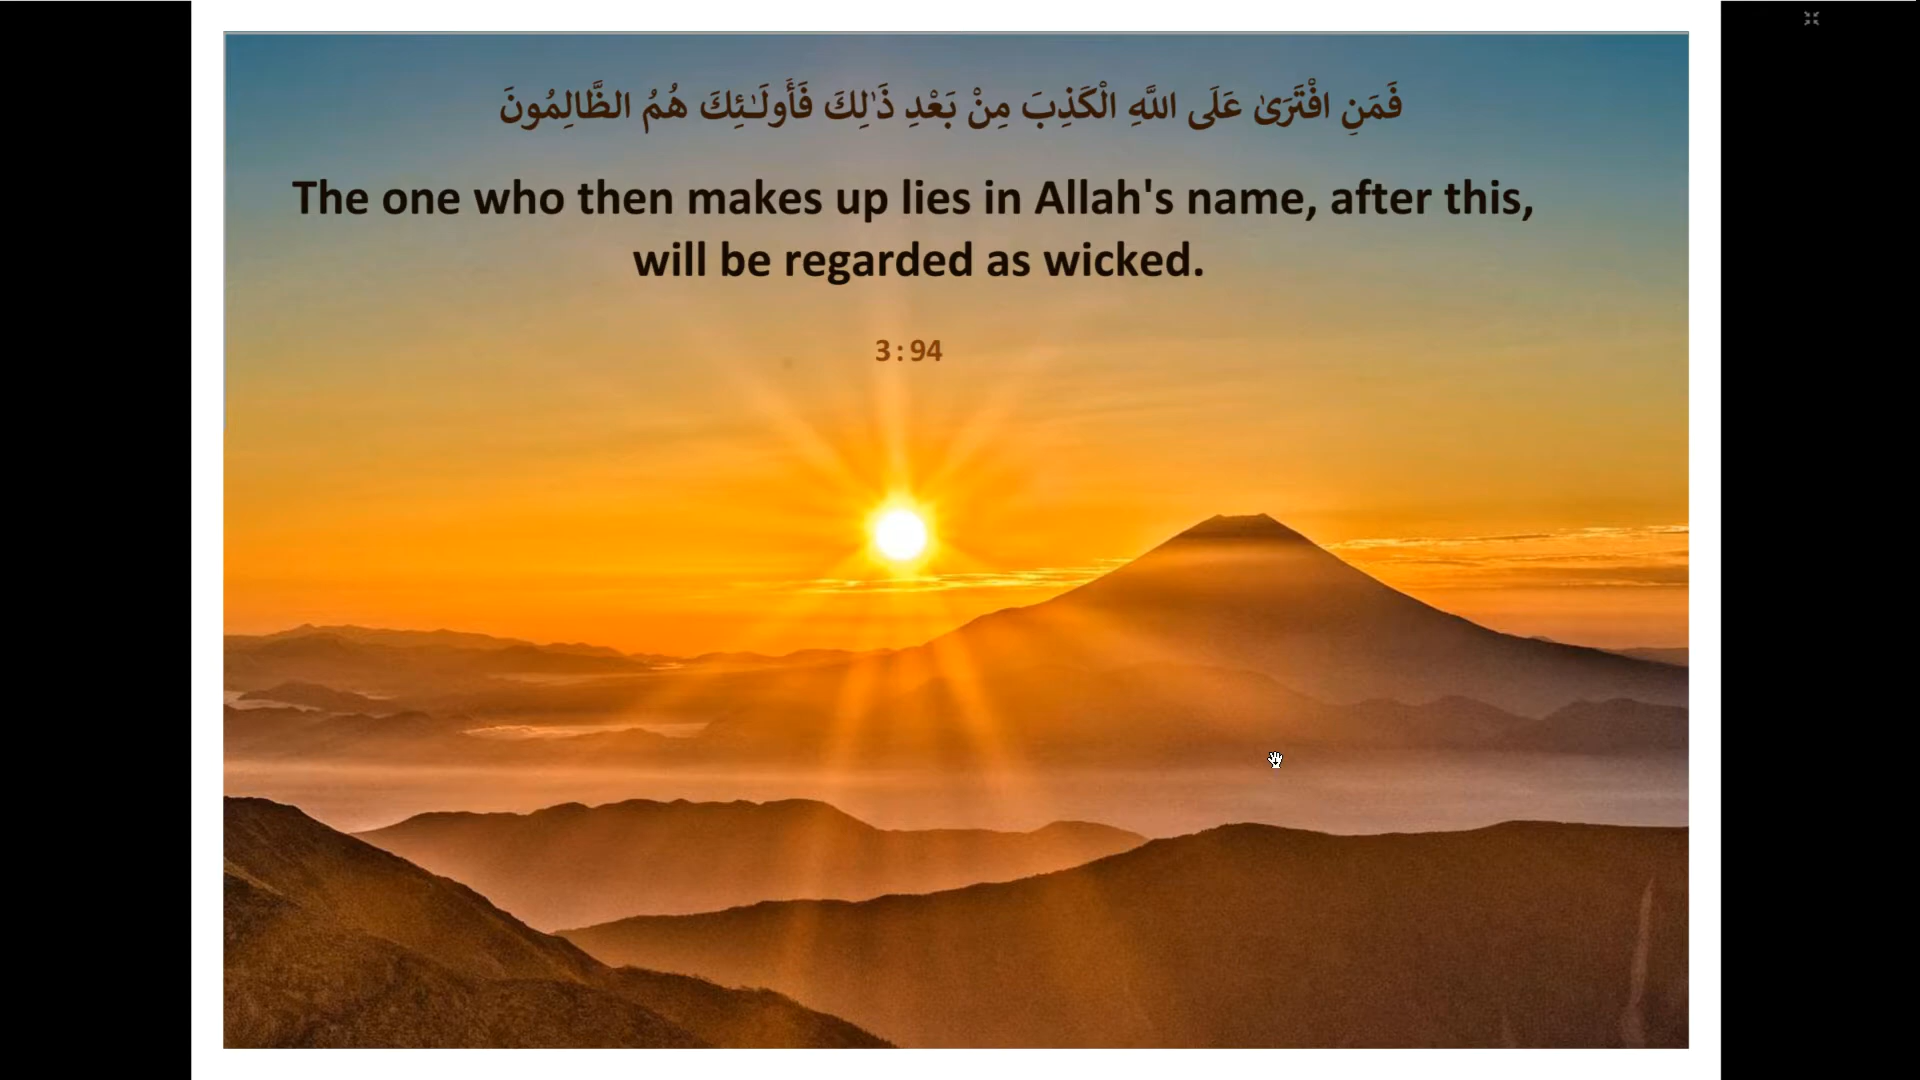 فَمَنِ افْتَرَىٰ عَلَى اللَّهِ الْكَذِبَ مِنْ بَعْدِ ذَٰلِكَ فَأُولَـٰئِكَ هُمُ الظَّالِمُونَ
The one who then makes up lies in Allah's name, after this,
will be regarded as wicked.
3:94